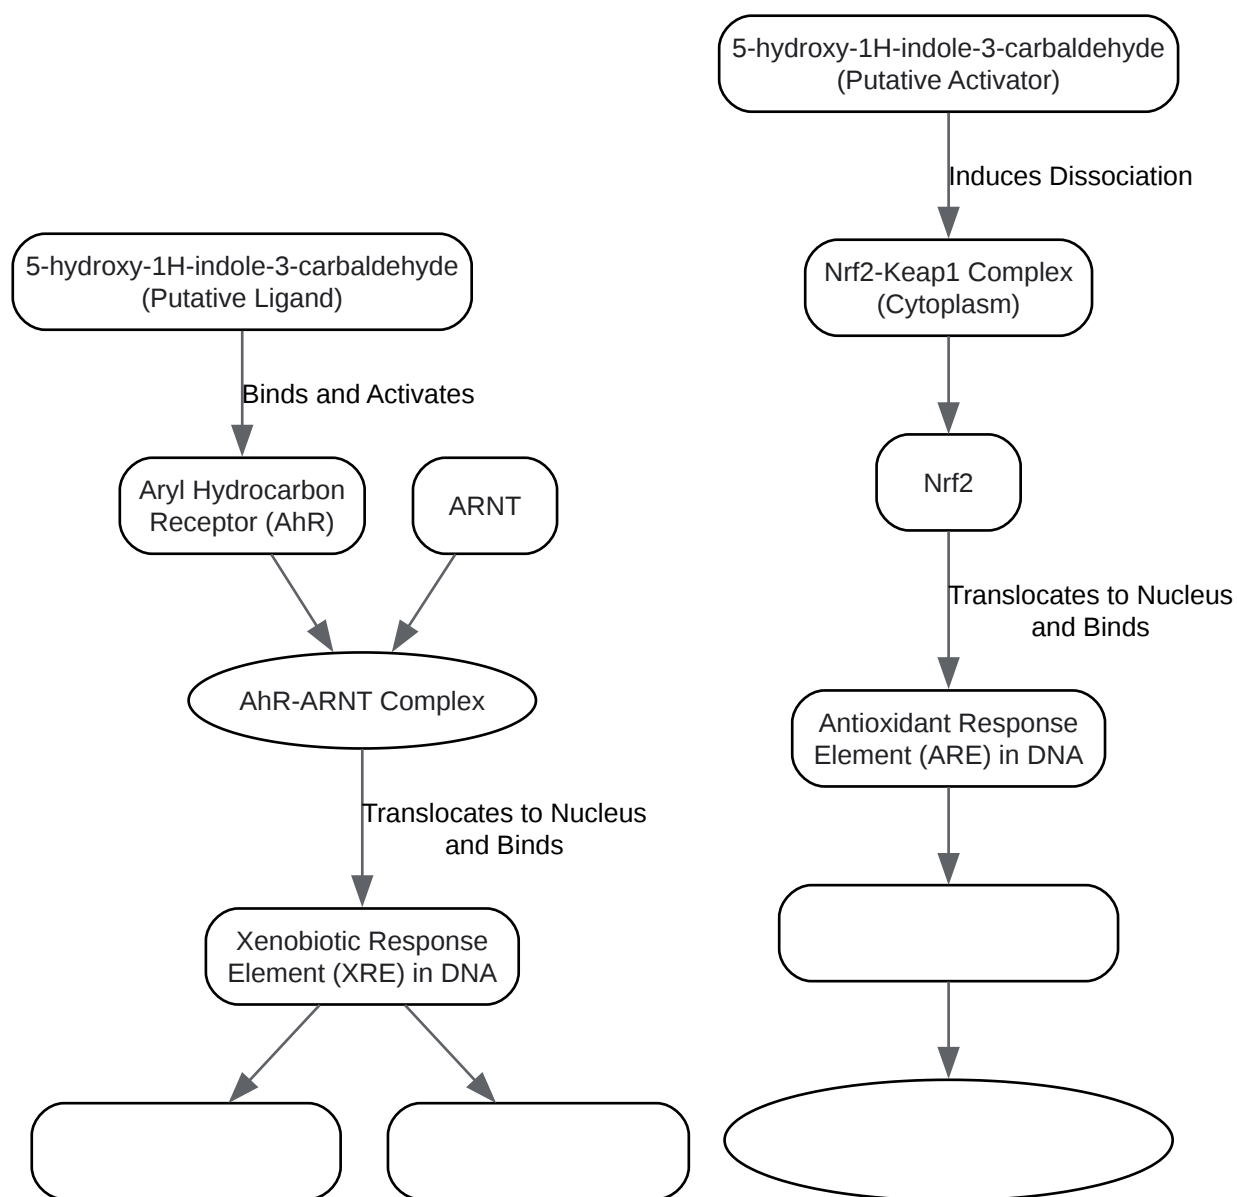 5-hydroxy-1H-indole-3-carbaldehyde
(Putative Ligand)
Binds and Activates
Aryl Hydrocarbon
Receptor (AhR)
ARNT
AhR-ARNT Complex
Translocates to Nucleus
and Binds
Xenobiotic Response
Element (XRE) in DNA
5-hydroxy-1H-indole-3-carbaldehyde
(Putative Activator)
Induces Dissociation
Nrf2-Keap1 Complex
(Cytoplasm)
Nrf2
Translocates to Nucleus
and Binds
Antioxidant Response
Element (ARE) in DNA